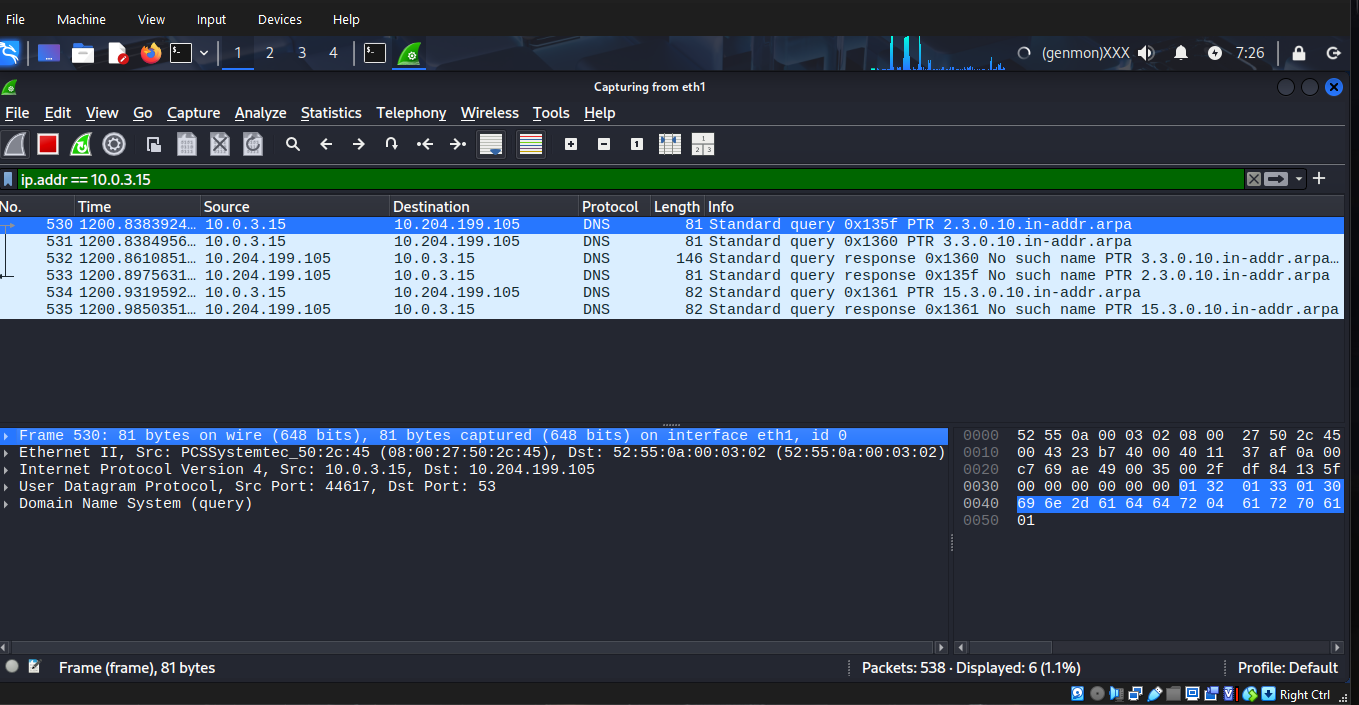 File Machine View Input Devices Help
1 2 3 4 (genmon)XXX 7:26
Capturing from eth1
File Edit View Go Capture Analyze Statistics Telephony Wireless Tools Help
ip.addr == 10.0.3.15
No. Time Source Destination Protocol Length Info
530 1200.8383924… 10.0.3.15 10.204.199.105 DNS 81 Standard query 0x135f PTR 2.3.0.10.in-addr.arpa
531 1200.8384956… 10.0.3.15 10.204.199.105 DNS 81 Standard query 0x1360 PTR 3.3.0.10.in-addr.arpa
532 1200.8610851… 10.204.199.105 10.0.3.15 DNS 146 Standard query response 0x1360 No such name PTR 3.3.0.10.in-addr.arpa…
533 1200.8975631… 10.204.199.105 10.0.3.15 DNS 81 Standard query response 0x135f No such name PTR 2.3.0.10.in-addr.arpa
534 1200.9319592… 10.0.3.15 10.204.199.105 DNS 82 Standard query 0x1361 PTR 15.3.0.10.in-addr.arpa
535 1200.9850351… 10.204.199.105 10.0.3.15 DNS 82 Standard query response 0x1361 No such name PTR 15.3.0.10.in-addr.arpa
Frame 530: 81 bytes on wire (648 bits), 81 bytes captured (648 bits) on interface eth1, id 0
Ethernet II, Src: PCSSystemtec_50:2c:45 (08:00:27:50:2c:45), Dst: 52:55:0a:00:03:02 (52:55:0a:00:03:02)
Internet Protocol Version 4, Src: 10.0.3.15, Dst: 10.204.199.105
User Datagram Protocol, Src Port: 44617, Dst Port: 53
Domain Name System (query)
0000 52 55 0a 00 03 02 08 00 27 50 2c 45
0010 00 43 23 b7 40 00 40 11 37 af 0a 00
0020 c7 69 ae 49 00 35 00 2f df 84 13 5f
0030 00 00 00 00 00 00 01 32 01 33 01 30
0040 69 6e 2d 61 64 64 72 04 61 72 70 61
0050 01
Frame (frame), 81 bytes Packets: 538 · Displayed: 6 (1.1%) Profile: Default
Right Ctrl